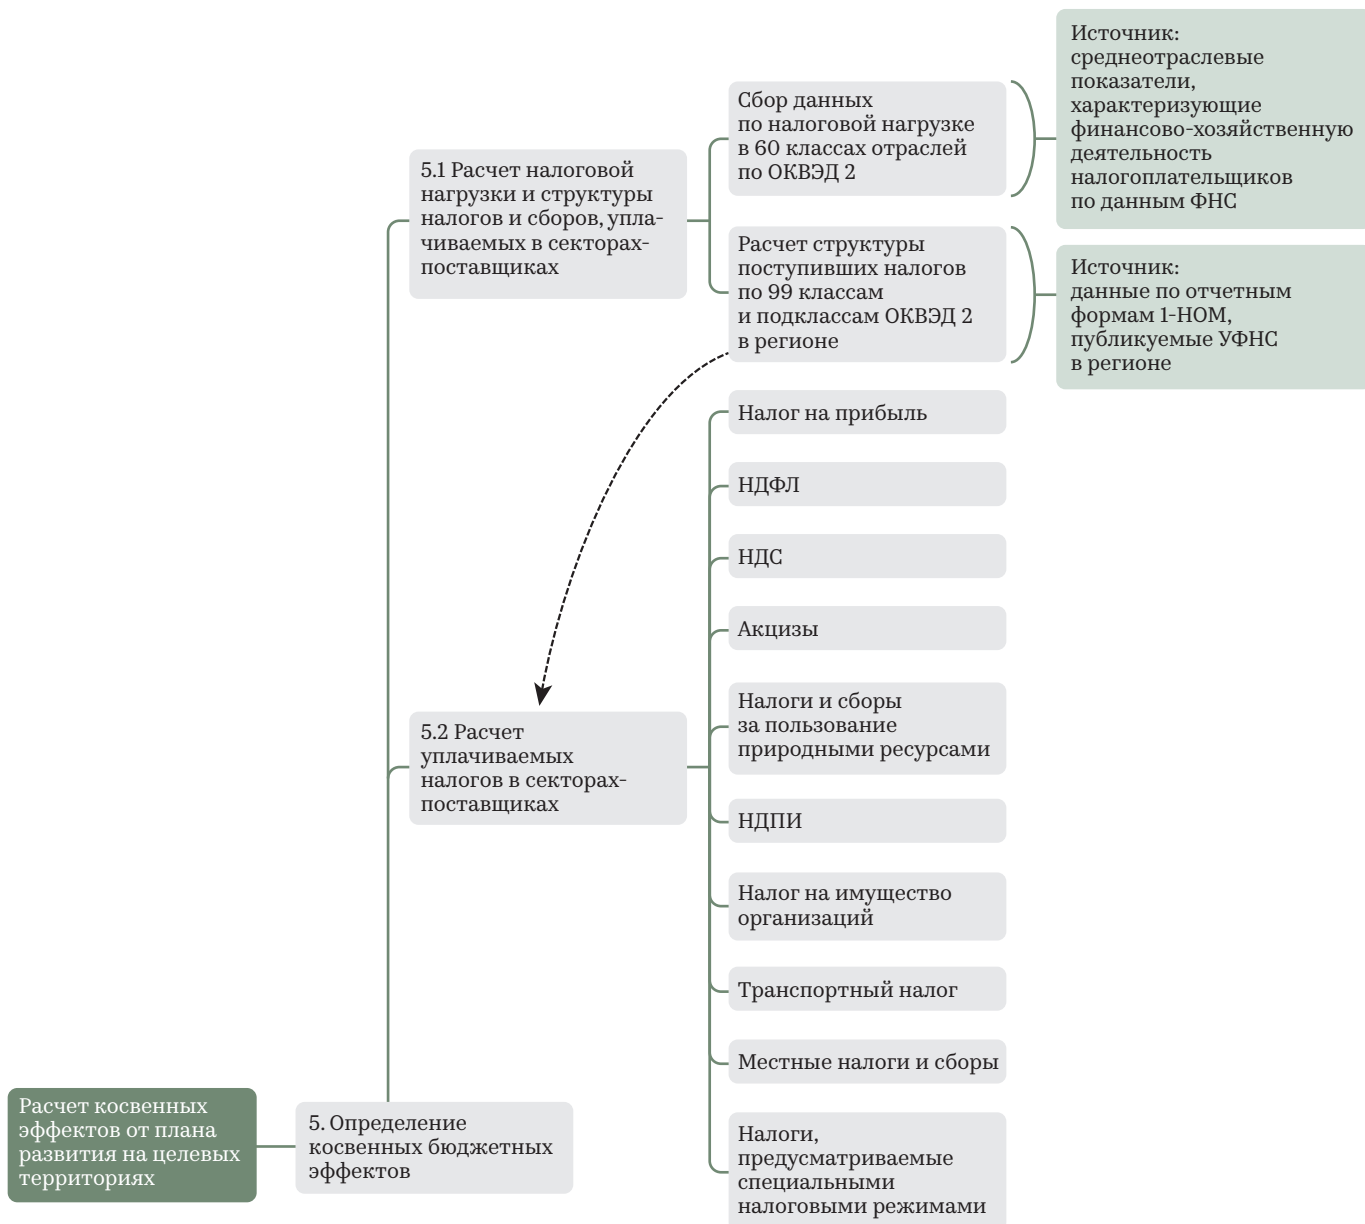 Источник:
среднеотраслевые
показатели,
характеризующие
финансово-хозяйственную
деятельность
налогоплательщиков
по данным ФНС
Сбор данных
по налоговой нагрузке
в 60 классах отраслей
по ОКВЭД 2
5.1 Расчет налоговой
нагрузки и структуры
налогов и сборов, упла-
чиваемых в секторах-
поставщиках
Расчет структуры
поступивших налогов
по 99 классам
и подклассам ОКВЭД 2
в регионе
Источник:
данные по отчетным
формам 1-НОМ,
публикуемые УФНС
в регионе
Налог на прибыль
НДФЛ
НДС
Акцизы
Налоги и сборы
за пользование
природными ресурсами
5.2 Расчет
уплачиваемых
налогов в секторах-
поставщиках
НДПИ
Налог на имущество
организаций
Транспортный налог
Местные налоги и сборы
Налоги,
предусматриваемые
специальными
налоговыми режимами
Расчет косвенных
эффектов от плана
развития на целевых
территориях
5. Определение
косвенных бюджетных
эффектов